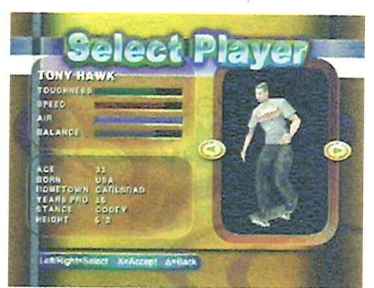 Select Player
TONY HAWK
TOUGHNESS
SPEED
AIR
BALANCE
AGE 31
BORN USA
HOMETOWN CARLSBAD
YEARS PRO 16
STANCE GOOFY
HEIGHT 6'2
Left/Right=Select X=Accept Δ=Back